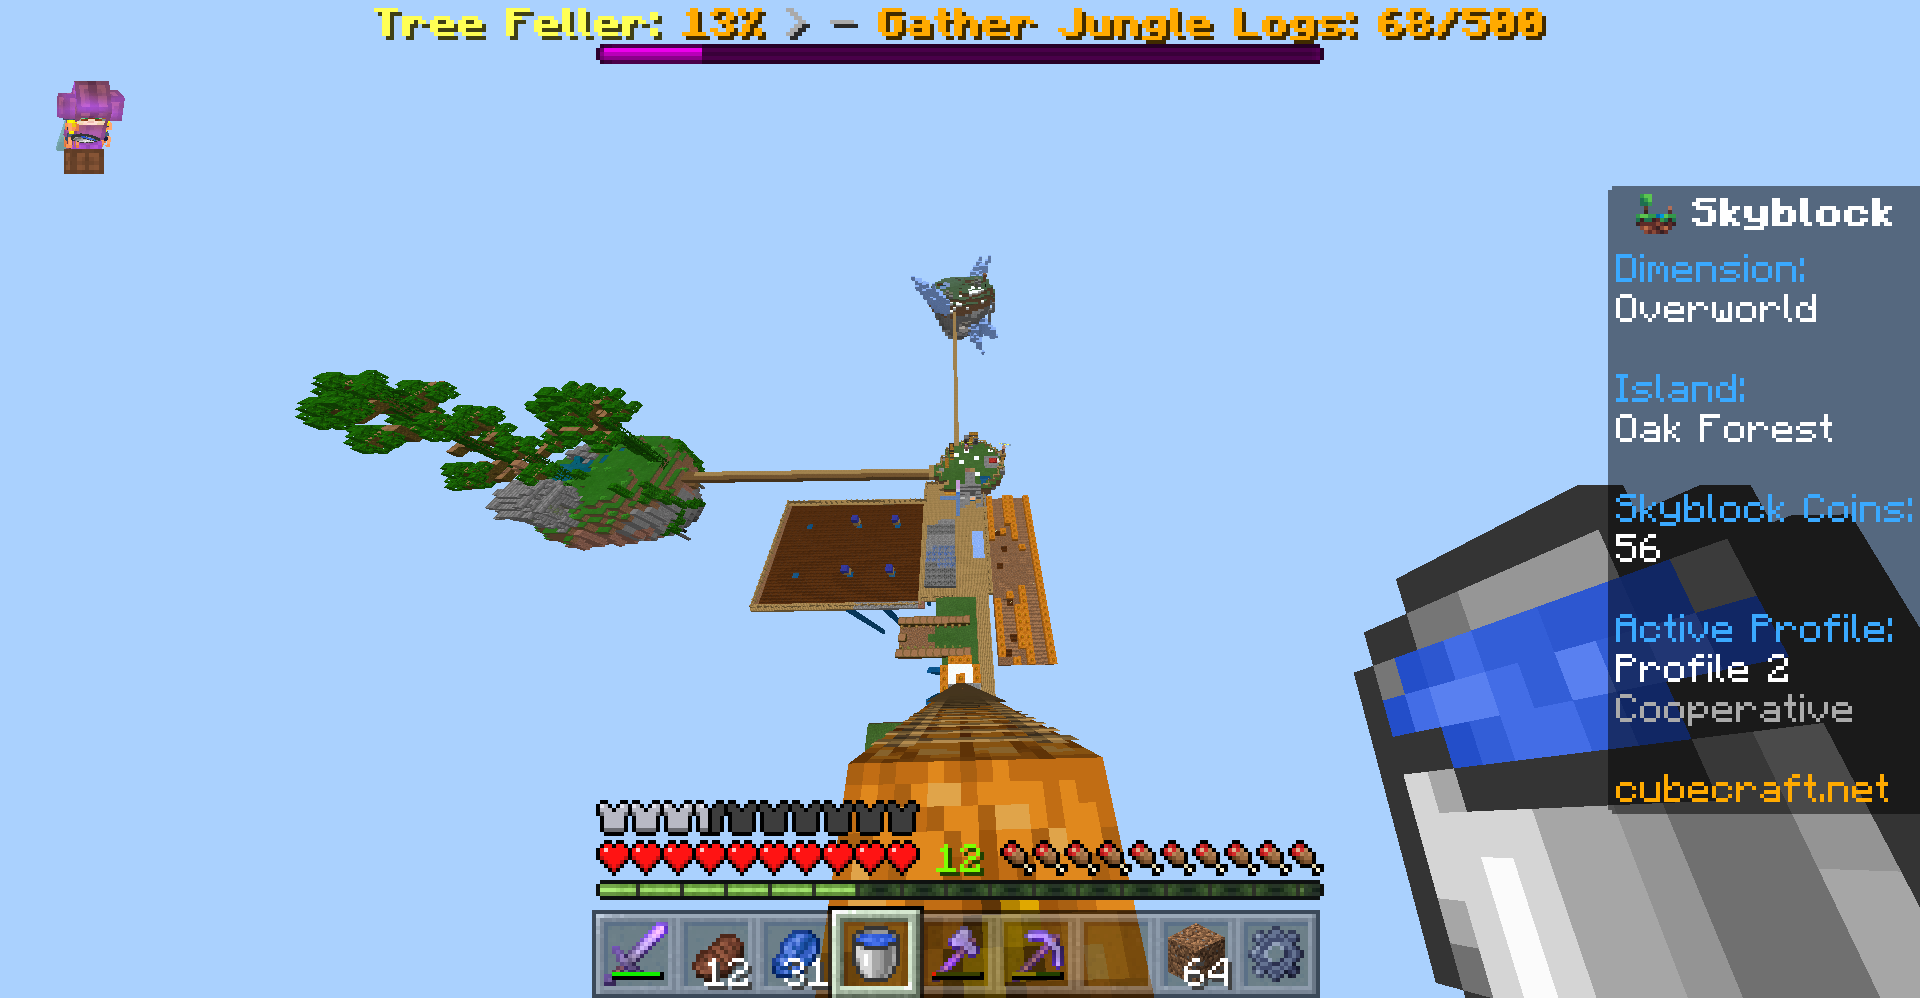 Tree Feller: 13% > - Gather Jungle Logs: 68/500
Skyblock
Dimension:
Overworld
Island:
Oak Forest
Skyblock Coins:
56
Active Profile:
Profile 2
Cooperative
cubecraft.net
12
12
31
64